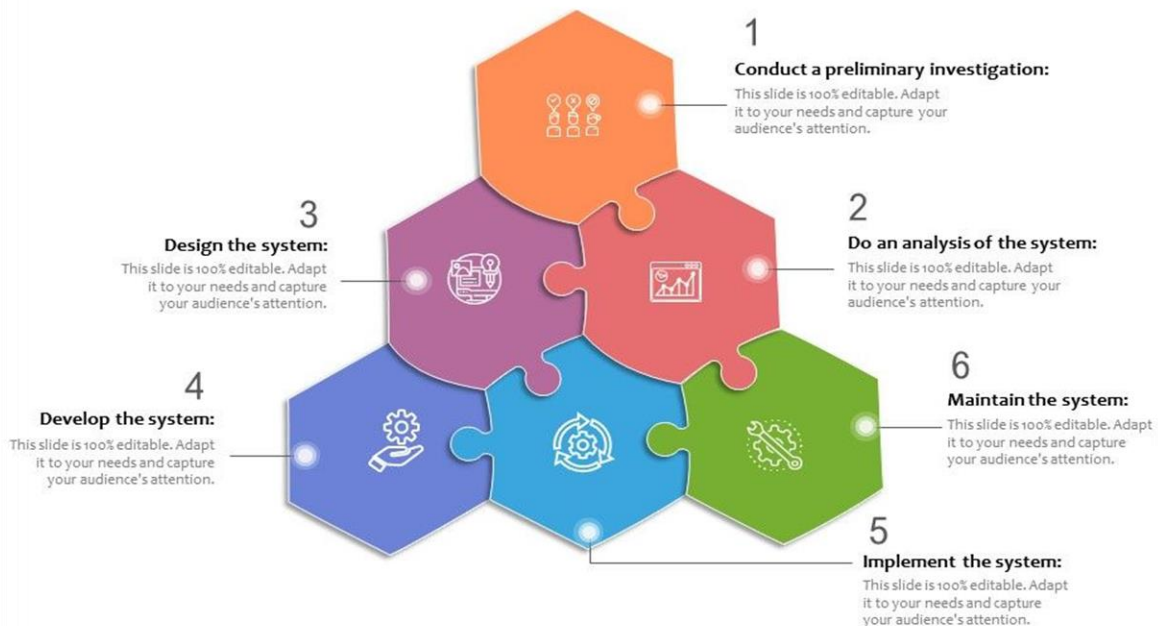 1
Conduct a preliminary investigation:
This slide is 100% editable. Adapt
it to your needs and capture your
audience's attention.
2
Do an analysis of the system:
This slide is 100% editable. Adapt
it to your needs and capture your
audience's attention.
3
Design the system:
This slide is 100% editable. Adapt
it to your needs and capture
your audience's attention.
4
Develop the system:
This slide is 100% editable. Adapt
it to your needs and capture
your audience's attention.
5
Implement the system:
This slide is 100% editable. Adapt
it to your needs and capture
your audience's attention.
6
Maintain the system:
This slide is 100% editable. Adapt
it to your needs and capture
your audience's attention.